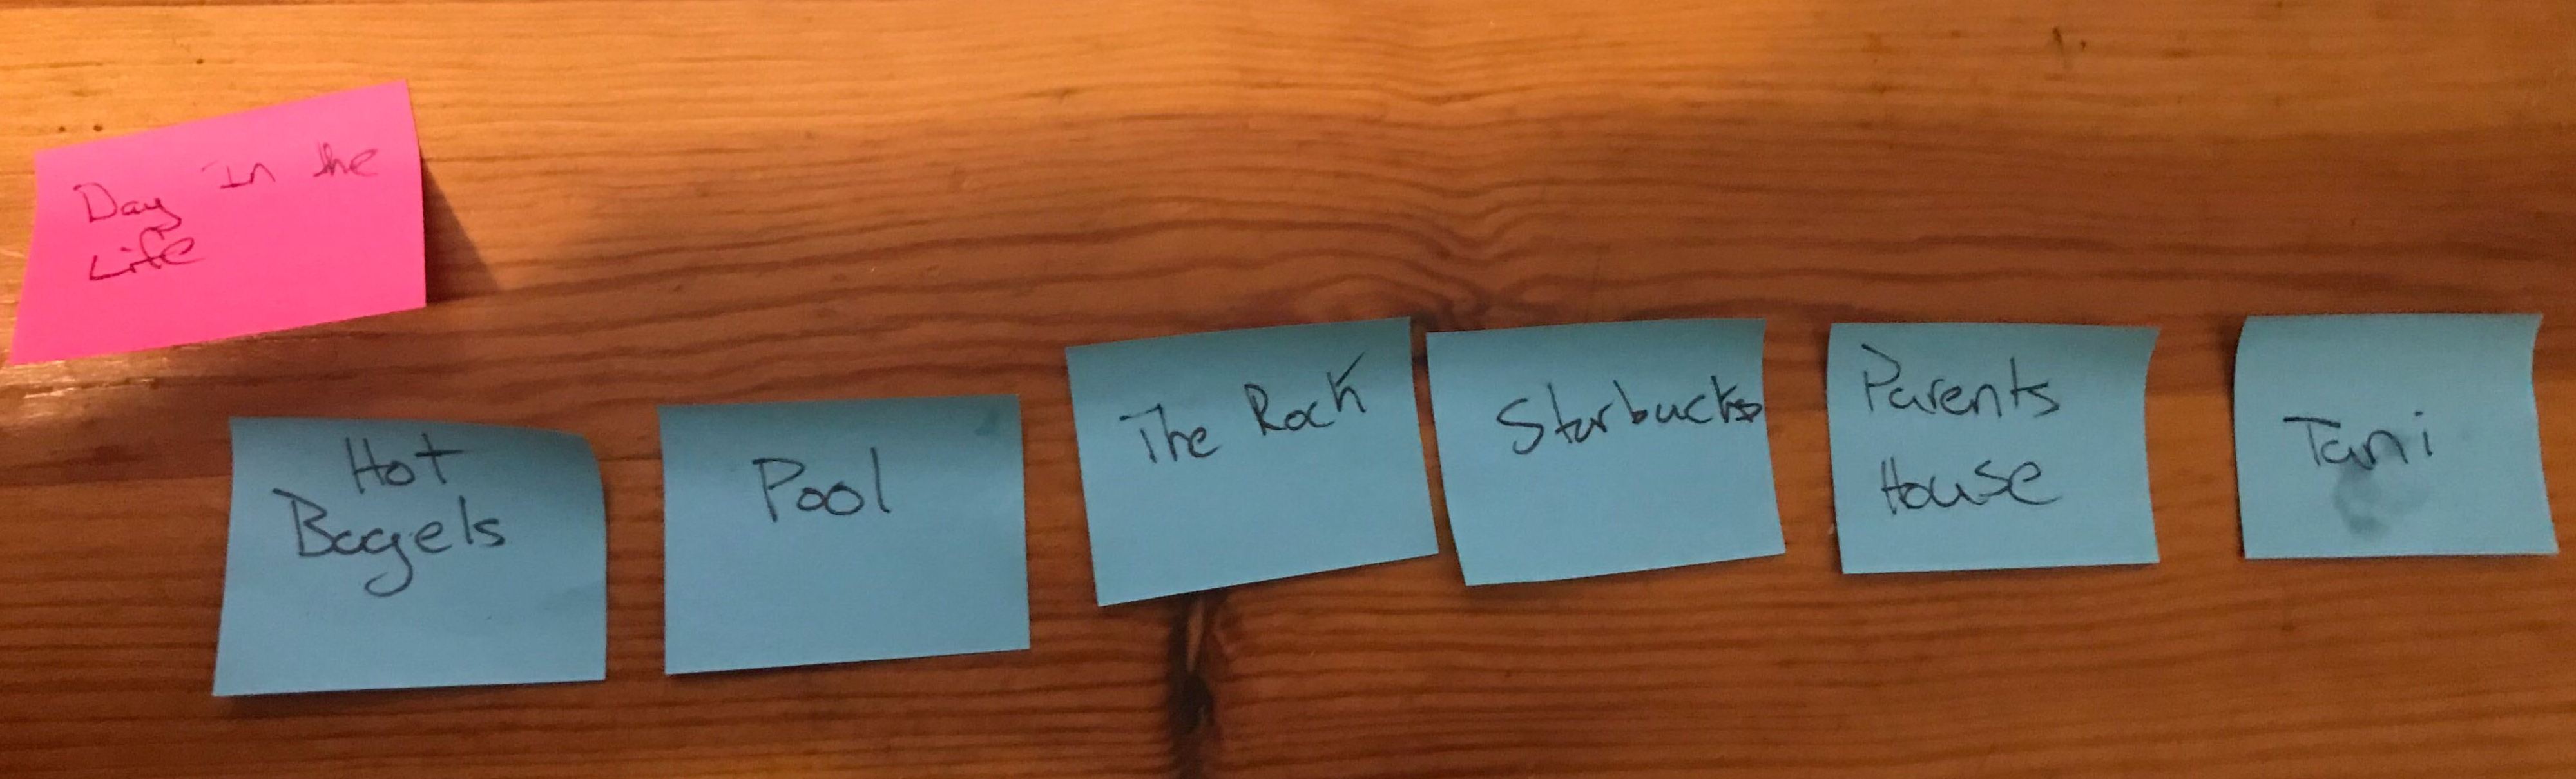 Day in the
Life
Hot
Bagels
Pool
The Rock
Starbucks
Parents
House
Tani